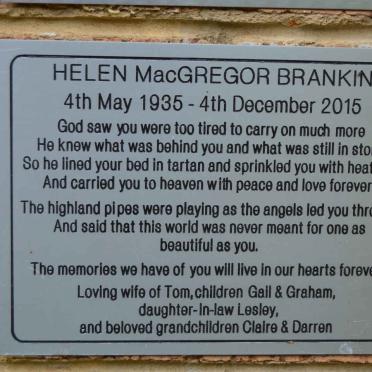 HELEN MacGREGOR BRANKIN
4th May 1935 - 4th December 2015
God saw you were too tired to carry on much more
He knew what was behind you and what was still in
So he lined your bed in tartan and sprinkled you with
And carried you to heaven with peace and love forever
The highland pipes were playing as the angels led you
And said that this world was never meant for one as
beautiful as you.
The memories we have of you will live in our hearts
Loving wife of Tom, children Gail & Graham,
daughter-in-law Lesley,
and beloved grandchildren Claire & Darren